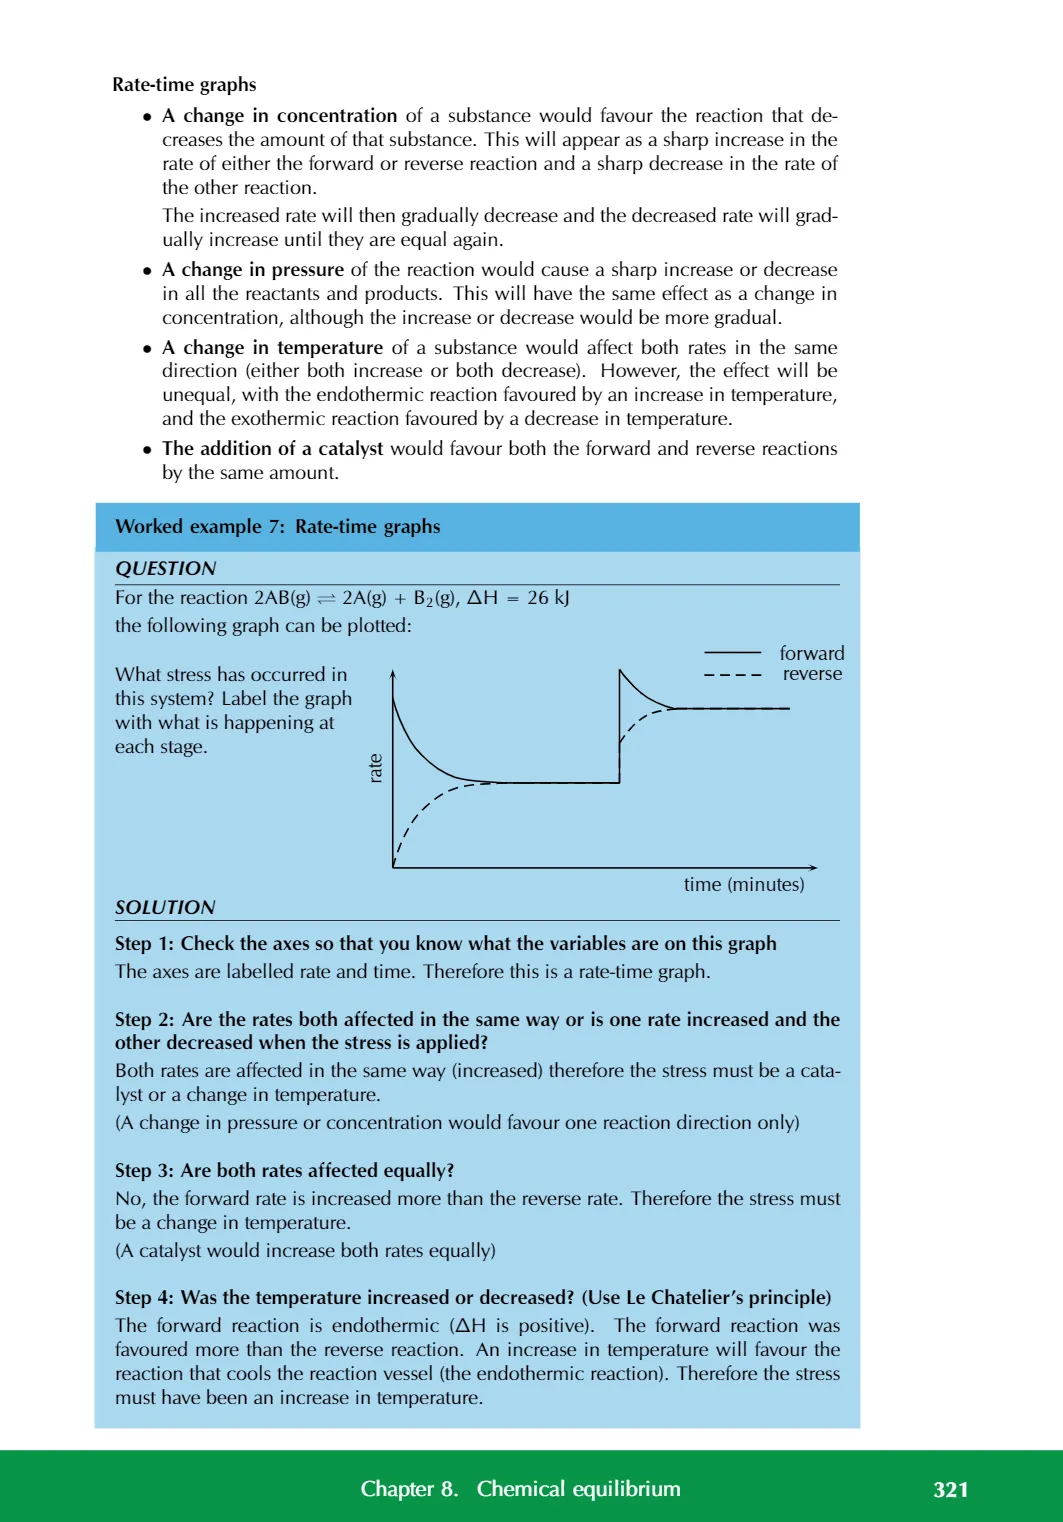 Rate-time graphs
• A change in concentration of a substance would favour the reaction that de-
creases the amount of that substance. This will appear as a sharp increase in the
rate of either the forward or reverse reaction and a sharp decrease in the rate of
the other reaction.
The increased rate will then gradually decrease and the decreased rate will grad-
ually increase until they are equal again.
• A change in pressure of the reaction would cause a sharp increase or decrease
in all the reactants and products. This will have the same effect as a change in
concentration, although the increase or decrease would be more gradual.
• A change in temperature of a substance would affect both rates in the same
direction (either both increase or both decrease). However, the effect will be
unequal, with the endothermic reaction favoured by an increase in temperature,
and the exothermic reaction favoured by a decrease in temperature.
• The addition of a catalyst would favour both the forward and reverse reactions
by the same amount.
Worked example 7: Rate-time graphs
QUESTION
For the reaction 2AB(g) ⇌ 2A(g) + B₂(g), ΔH = 26 kJ
the following graph can be plotted:
What stress has occurred in
this system? Label the graph
with what is happening at
each stage.
forward
reverse
rate
time (minutes)
SOLUTION
Step 1: Check the axes so that you know what the variables are on this graph
The axes are labelled rate and time. Therefore this is a rate-time graph.
Step 2: Are the rates both affected in the same way or is one rate increased and the
other decreased when the stress is applied?
Both rates are affected in the same way (increased) therefore the stress must be a cata-
lyst or a change in temperature.
(A change in pressure or concentration would favour one reaction direction only)
Step 3: Are both rates affected equally?
No, the forward rate is increased more than the reverse rate. Therefore the stress must
be a change in temperature.
(A catalyst would increase both rates equally)
Step 4: Was the temperature increased or decreased? (Use Le Chatelier's principle)
The forward reaction is endothermic (ΔH is positive). The forward reaction was
favoured more than the reverse reaction. An increase in temperature will favour the
reaction that cools the reaction vessel (the endothermic reaction). Therefore the stress
must have been an increase in temperature.
Chapter 8. Chemical equilibrium 321